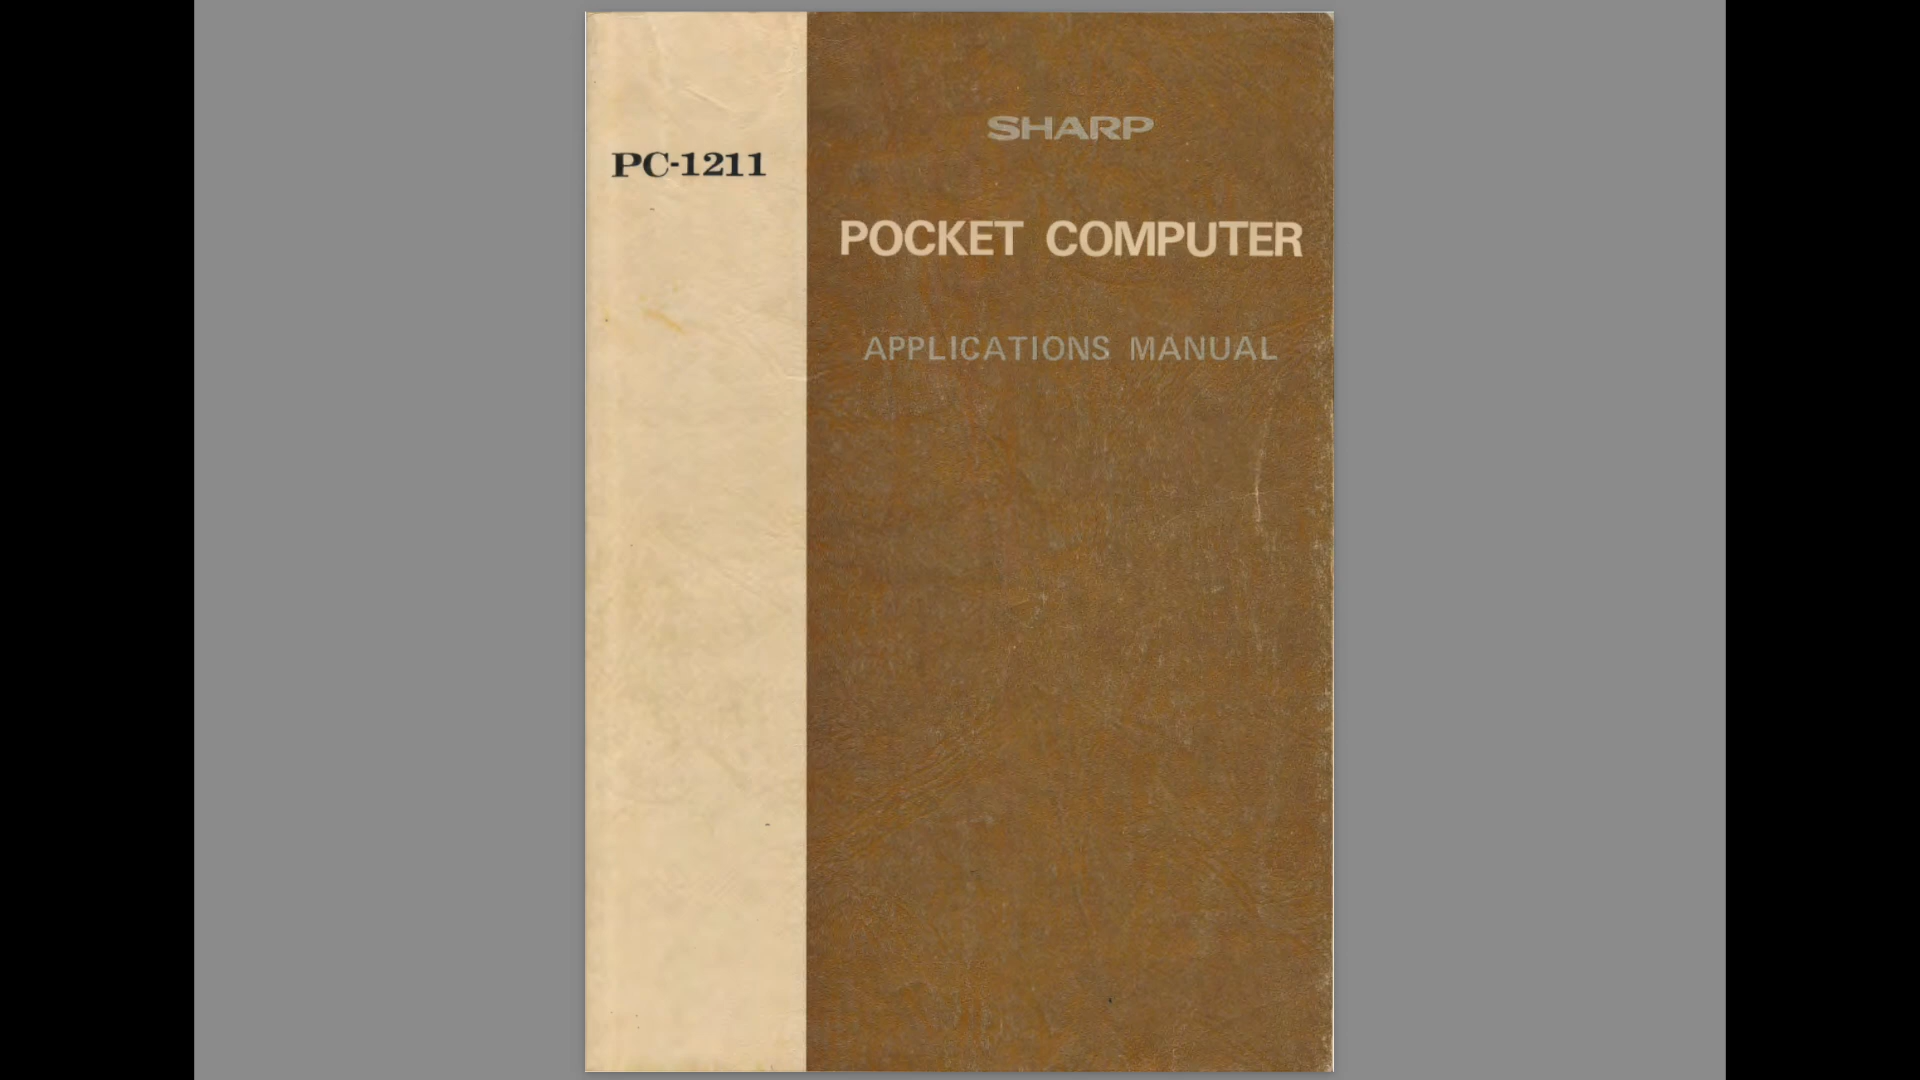 PC-1211
SHARP
POCKET COMPUTER
APPLICATIONS MANUAL